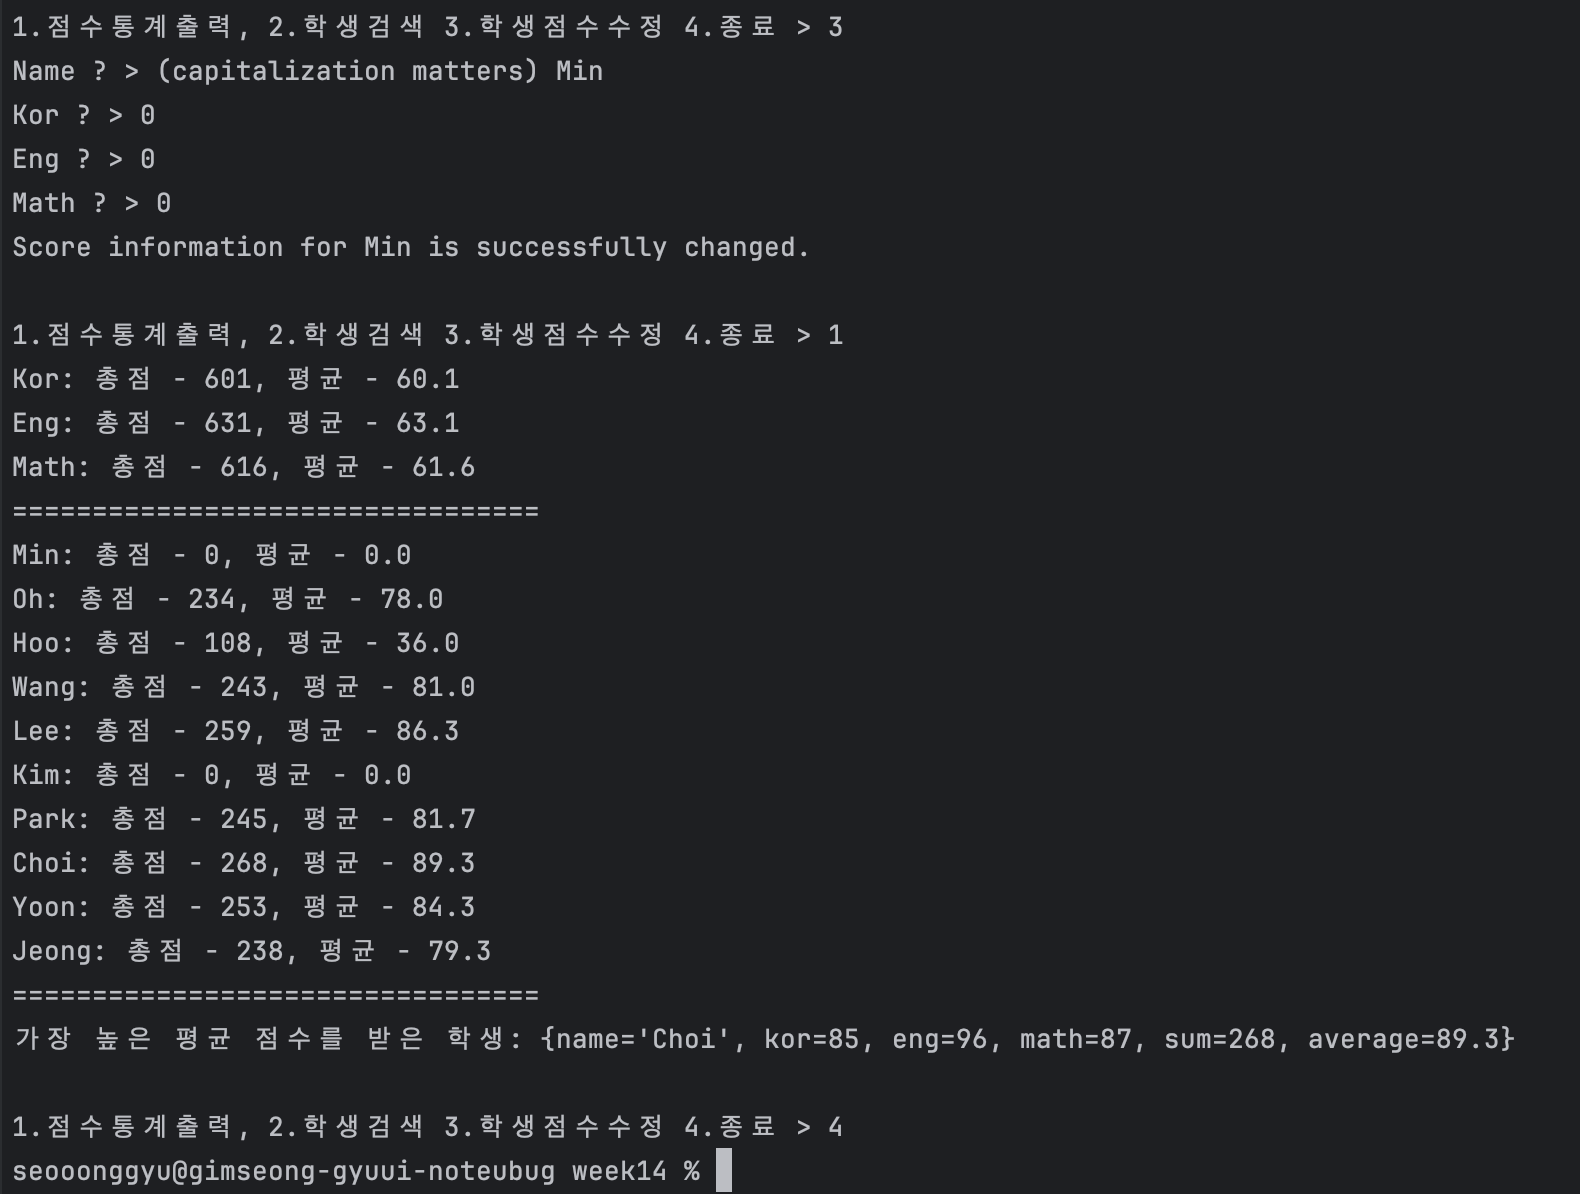 1.점수통계출력, 2.학생검색 3.학생점수수정 4.종료 > 3
Name ? > (capitalization matters) Min
Kor ? > 0
Eng ? > 0
Math ? > 0
Score information for Min is successfully changed.
1.점수통계출력, 2.학생검색 3.학생점수수정 4.종료 > 1
Kor: 총점 - 601, 평균 - 60.1
Eng: 총점 - 631, 평균 - 63.1
Math: 총점 - 616, 평균 - 61.6
=================================
Min: 총점 - 0, 평균 - 0.0
Oh: 총점 - 234, 평균 - 78.0
Hoo: 총점 - 108, 평균 - 36.0
Wang: 총점 - 243, 평균 - 81.0
Lee: 총점 - 259, 평균 - 86.3
Kim: 총점 - 0, 평균 - 0.0
Park: 총점 - 245, 평균 - 81.7
Choi: 총점 - 268, 평균 - 89.3
Yoon: 총점 - 253, 평균 - 84.3
Jeong: 총점 - 238, 평균 - 79.3
=================================
가장 높은 평균 점수를 받은 학생: {name='Choi', kor=85, eng=96, math=87, sum=268, average=89.3}
1.점수통계출력, 2.학생검색 3.학생점수수정 4.종료 > 4
seooonggyu@gimseong-gyuui-noteubug week14 %